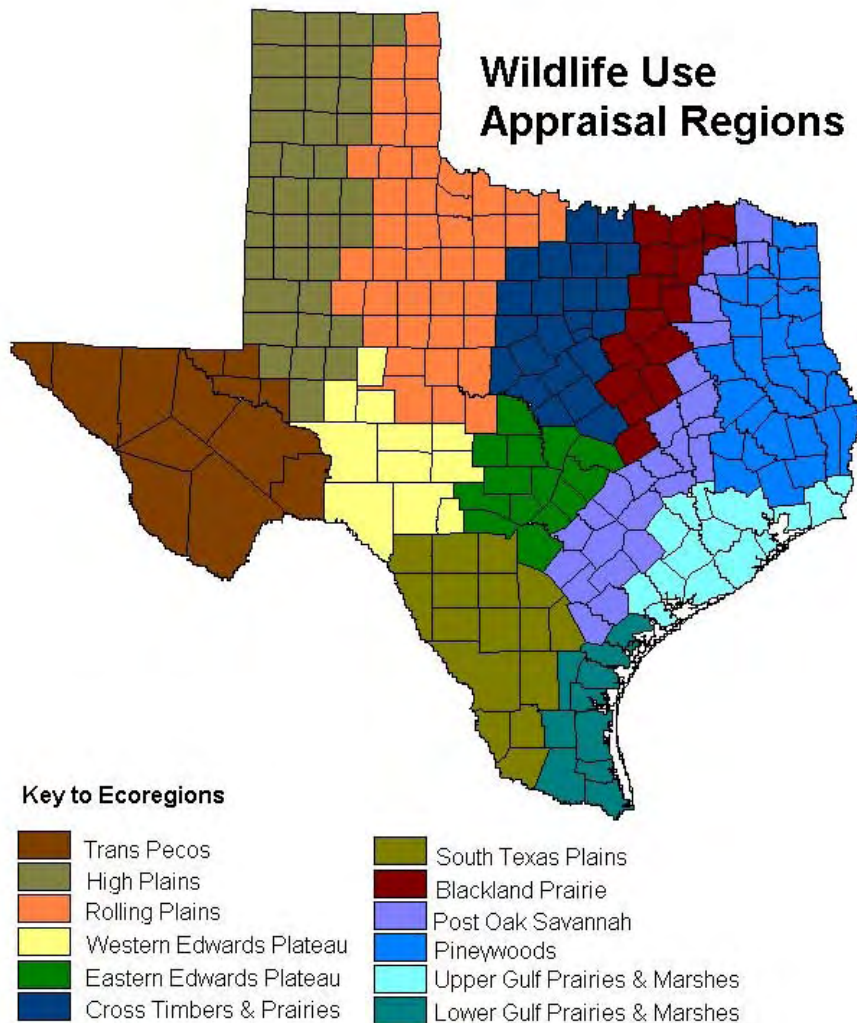 Wildlife Use
Appraisal Regions
Key to Ecoregions
Trans Pecos
High Plains
Rolling Plains
Western Edwards Plateau
Eastern Edwards Plateau
Cross Timbers & Prairies
South Texas Plains
Blackland Prairie
Post Oak Savannah
Pineywoods
Upper Gulf Prairies & Marshes
Lower Gulf Prairies & Marshes